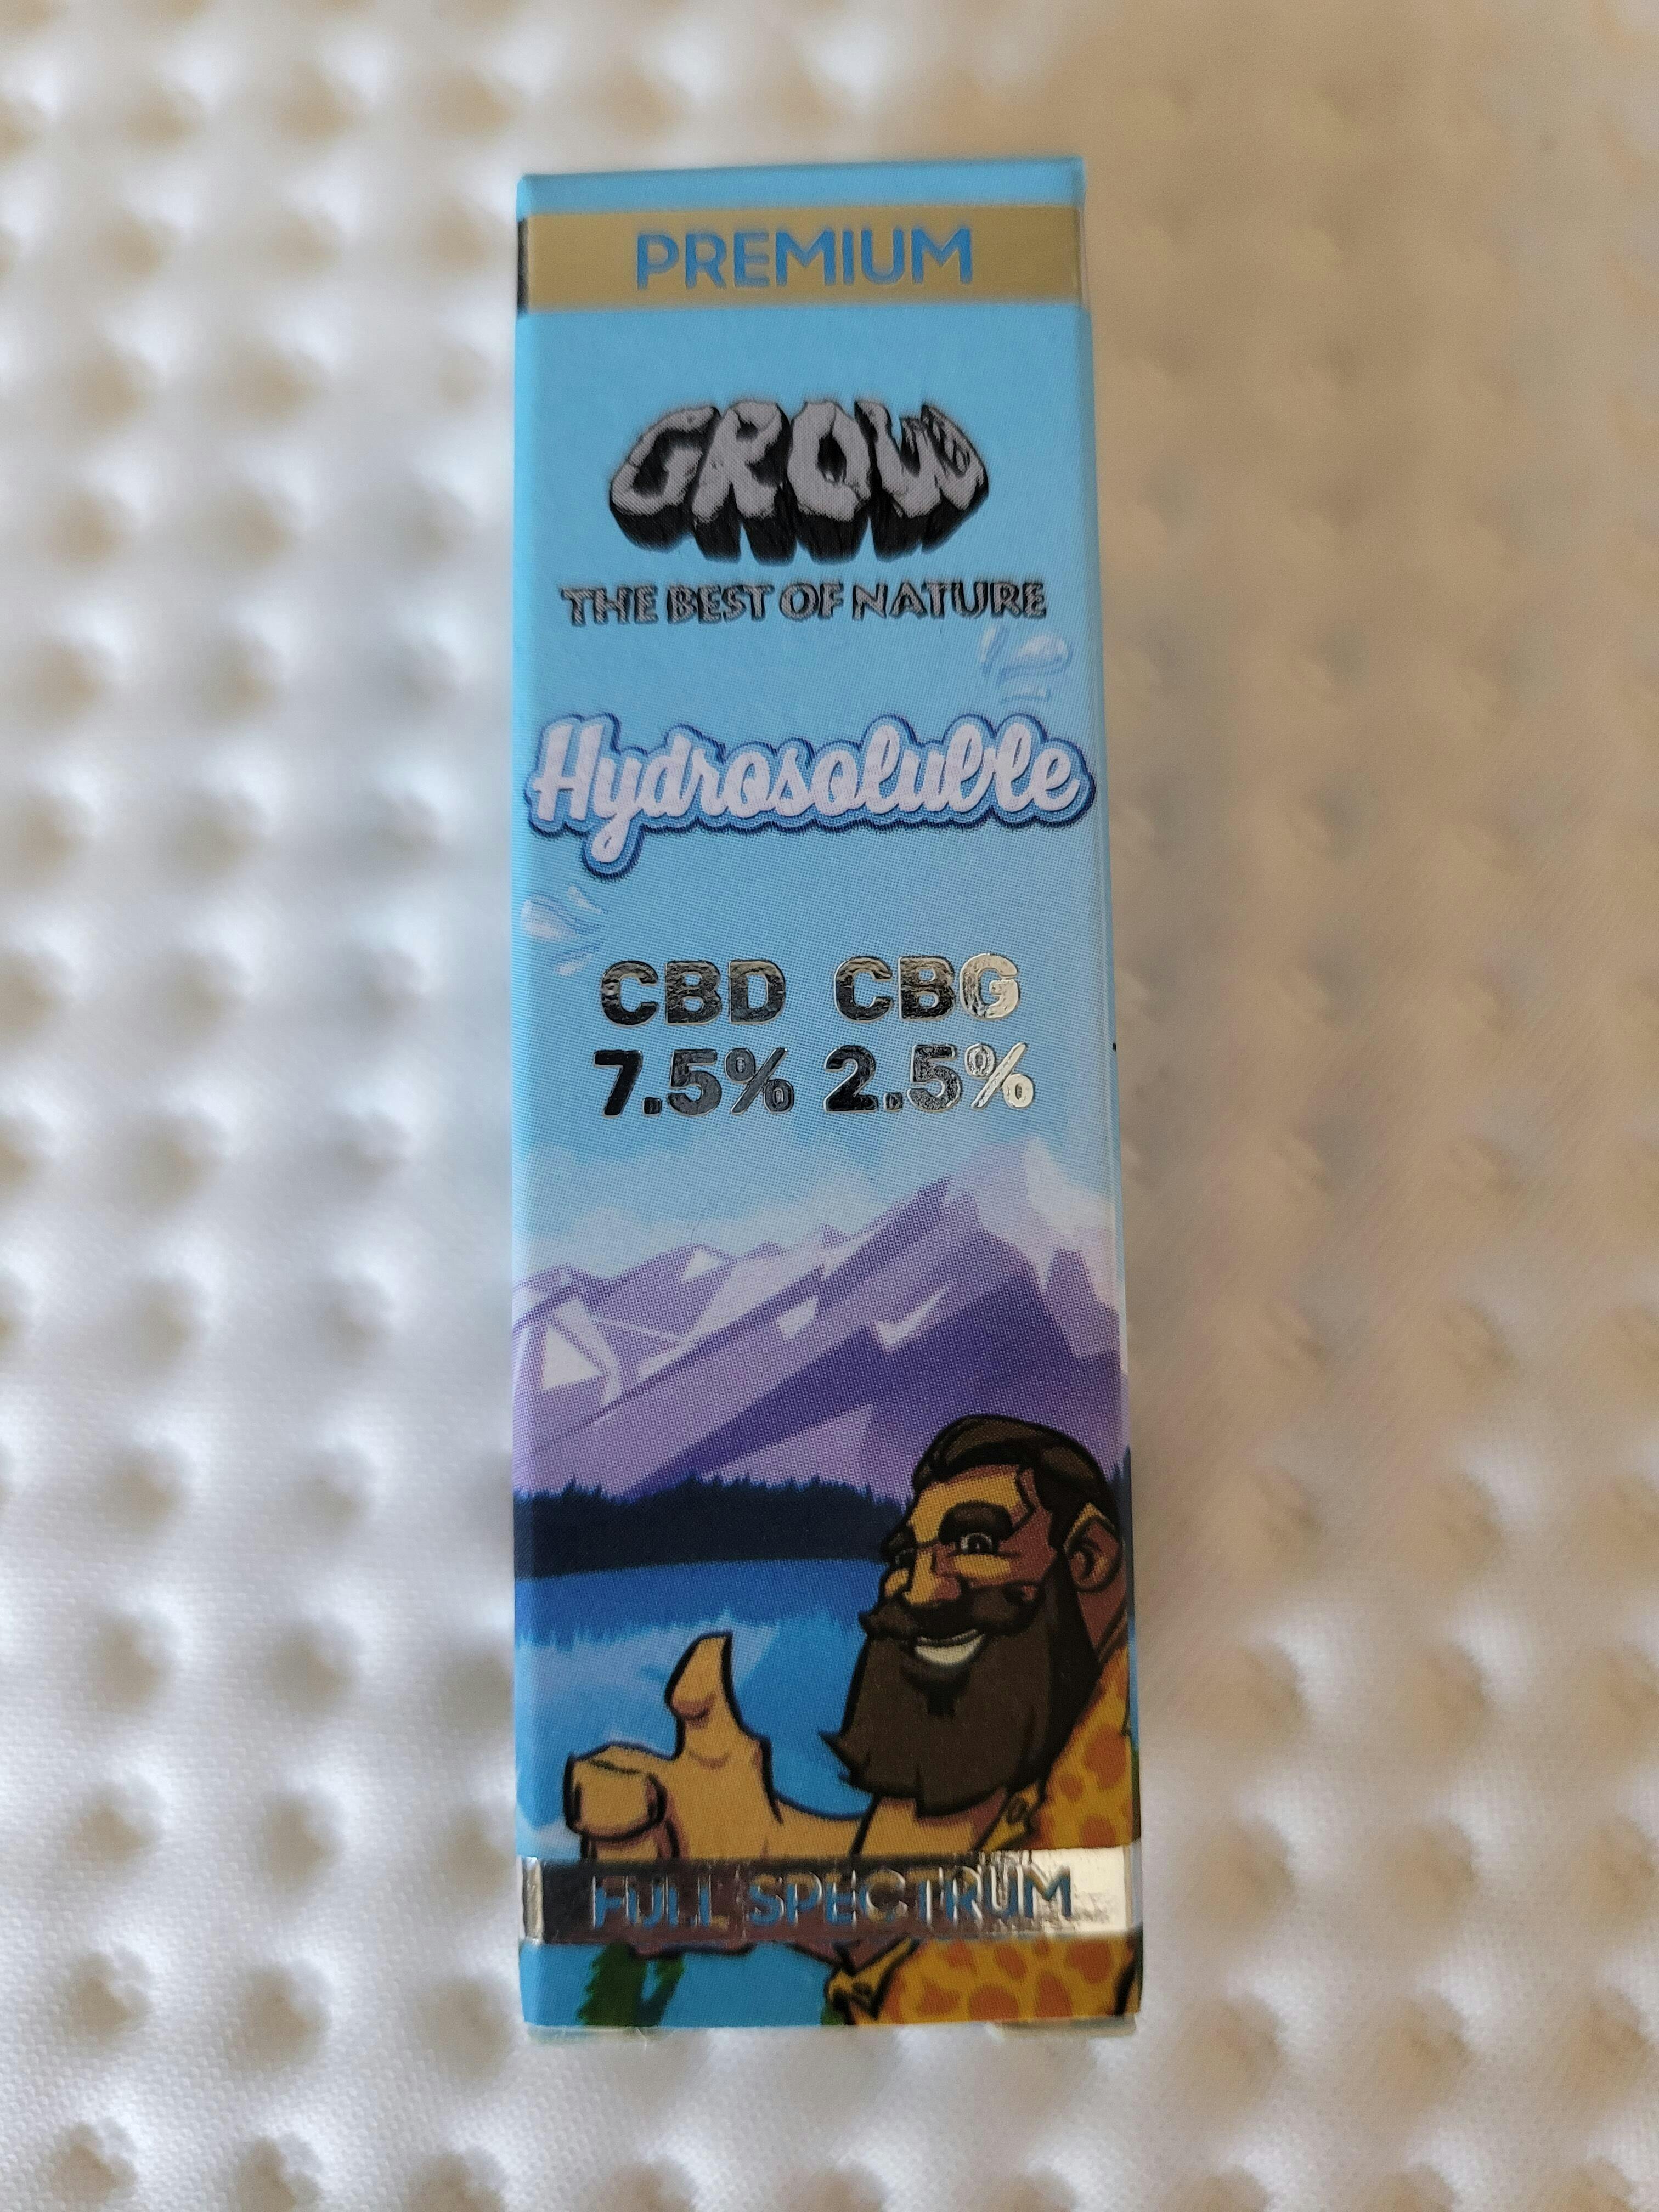 PREMIUM
GROW
THE BEST OF NATURE
Hydrosoluble
CBD CBG
7.5% 2.5%
FULL SPECTRUM